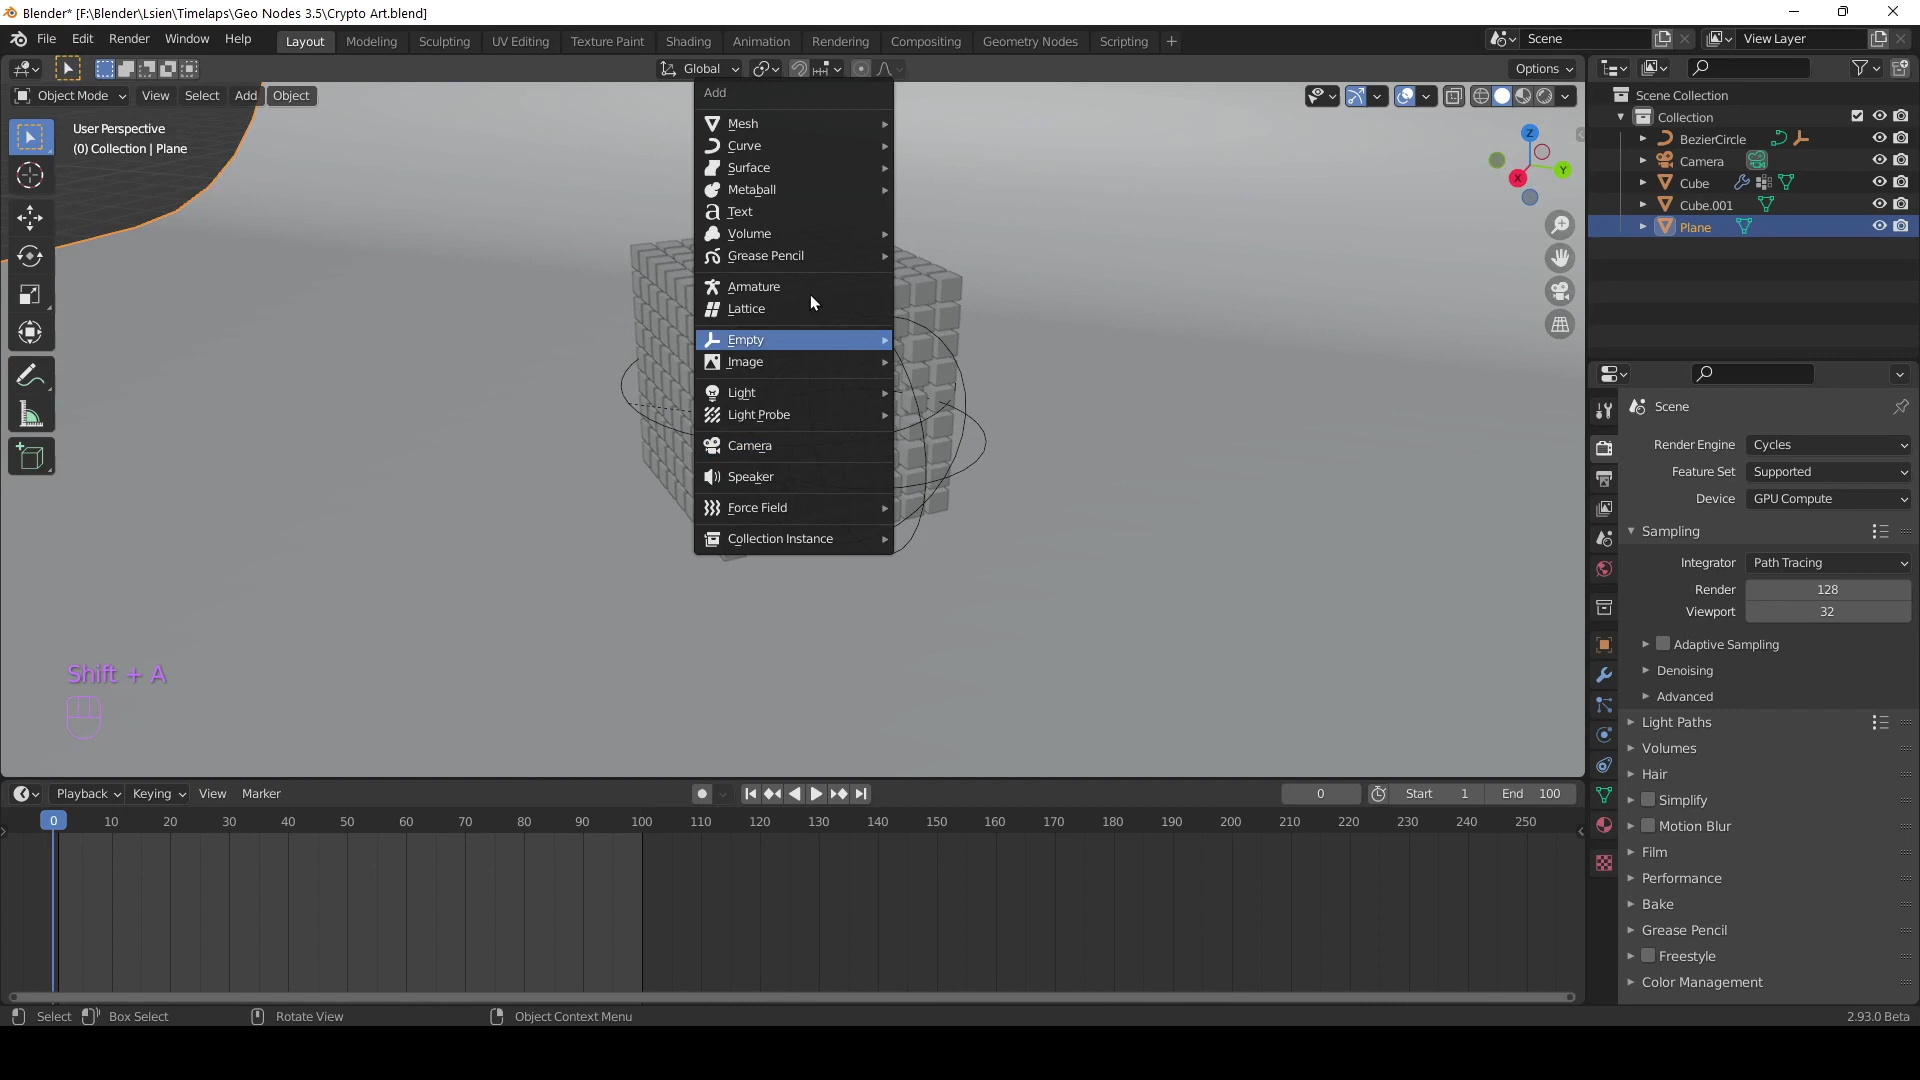 Blender* [F:\Blender\Lsien\Timelaps\Geo Nodes 3.5\Crypto Art.blend]
File Edit Render Window Help Layout Modeling Sculpting UV Editing Texture Paint Shading Animation Rendering Compositing Geometry Nodes Scripting + Scene View Layer
Global Options
Object Mode View Select Add Object
User Perspective
(0) Collection | Plane
Add
Mesh
Curve
Surface
Metaball
Text
Volume
Grease Pencil
Armature
Lattice
Empty
Image
Light
Light Probe
Camera
Speaker
Force Field
Collection Instance
Z
Y
X
Shift + A
Scene Collection
Collection
BezierCircle
Camera
Cube
Cube.001
Plane
Scene
Render Engine Cycles
Feature Set Supported
Device GPU Compute
Sampling
Integrator Path Tracing
Render 128
Viewport 32
Adaptive Sampling
Denoising
Advanced
Light Paths
Volumes
Hair
Simplify
Motion Blur
Film
Performance
Bake
Grease Pencil
Freestyle
Color Management
Playback Keying View Marker 0 Start 1 End 100
0 10 20 30 40 50 60 70 80 90 100 110 120 130 140 150 160 170 180 190 200 210 220 230 240 250
Select Box Select Rotate View Object Context Menu 2.93.0 Beta